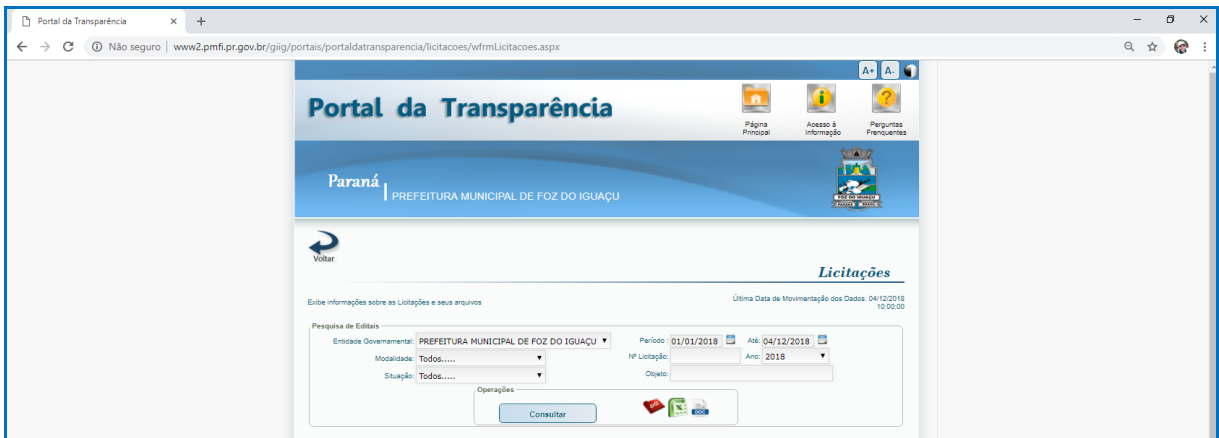 Portal da Transparência
Não seguro | www2.pmfi.pr.gov.br/giig/portais/portaldatransparencia/licitacoes/wfrmLicitacoes.aspx
A+ A-
Portal da Transparência
Página Principal
Acesso à Informação
Perguntas Frenquentes
Paraná
PREFEITURA MUNICIPAL DE FOZ DO IGUAÇU
FOZ DO IGUAÇU
Voltar
Licitações
Exibe informações sobre as Licitações e seus arquivos
Última Data de Movimentação dos Dados: 04/12/2018
10:00:00
Pesquisa de Editais
Entidade Governamental: PREFEITURA MUNICIPAL DE FOZ DO IGUAÇU Período : 01/01/2018 Até: 04/12/2018
Modalidade: Todos..... Nº Licitação: Ano: 2018
Situação: Todos..... Objeto:
Operações
Consultar
DOC